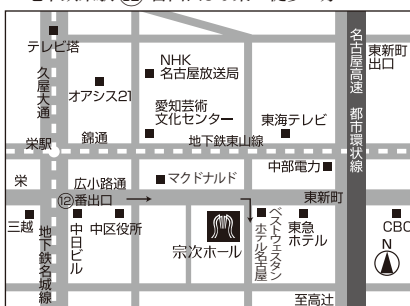 テレビ塔
久屋大通
オアシス21
NHK
名古屋放送局
愛知芸術
文化センター
東海テレビ
名古屋高速 都市環状線
東新町
出口
栄駅
錦通
地下鉄東山線
中部電力
栄
広小路通
マクドナルド
東新町
⑫番出口
三越
地下鉄名城線
中日ビル
中区役所
宗次ホール
ベストウェスタン
ホテル名古屋
東急
ホテル
CBC
N
至高辻